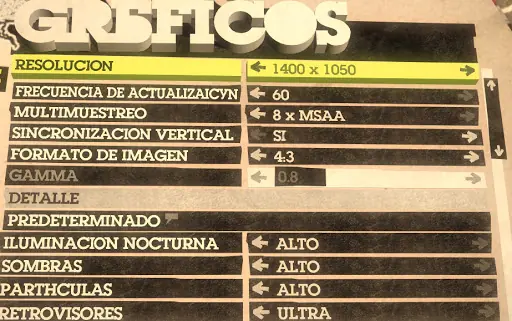 GRÁFICOS
RESOLUCION 1400 x 1050
FRECUENCIA DE ACTUALIZAICYN 60
MULTIMUESTREO 8 x MSAA
SINCRONIZACION VERTICAL SI
FORMATO DE IMAGEN 4:3
GAMMA 0.8
DETALLE
PREDETERMINADO
ILUMINACION NOCTURNA ALTO
SOMBRAS ALTO
PARTHCULAS ALTO
RETROVISORES ULTRA